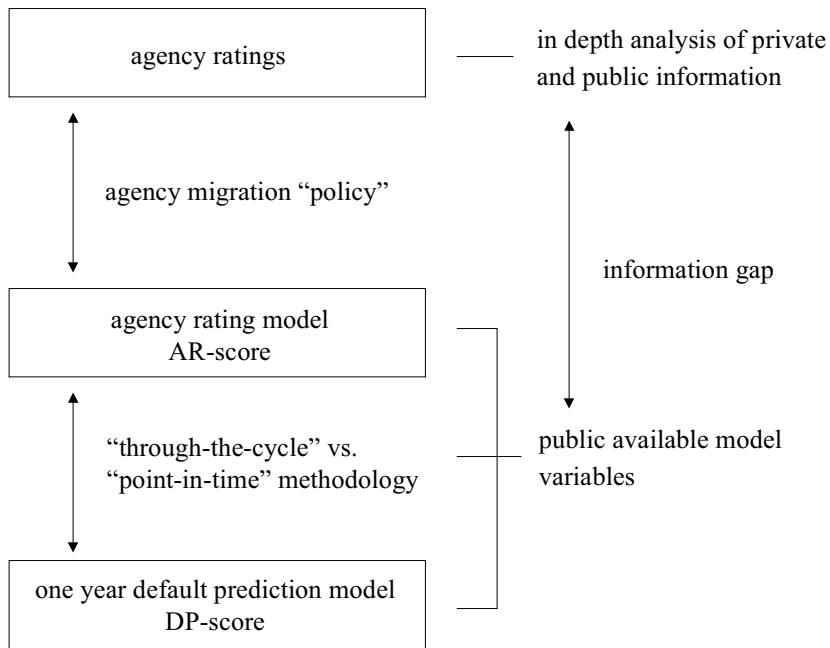 agency ratings
in depth analysis of private
and public information
agency migration “policy”
information gap
agency rating model
AR-score
“through-the-cycle” vs.
“point-in-time” methodology
public available model
variables
one year default prediction model
DP-score